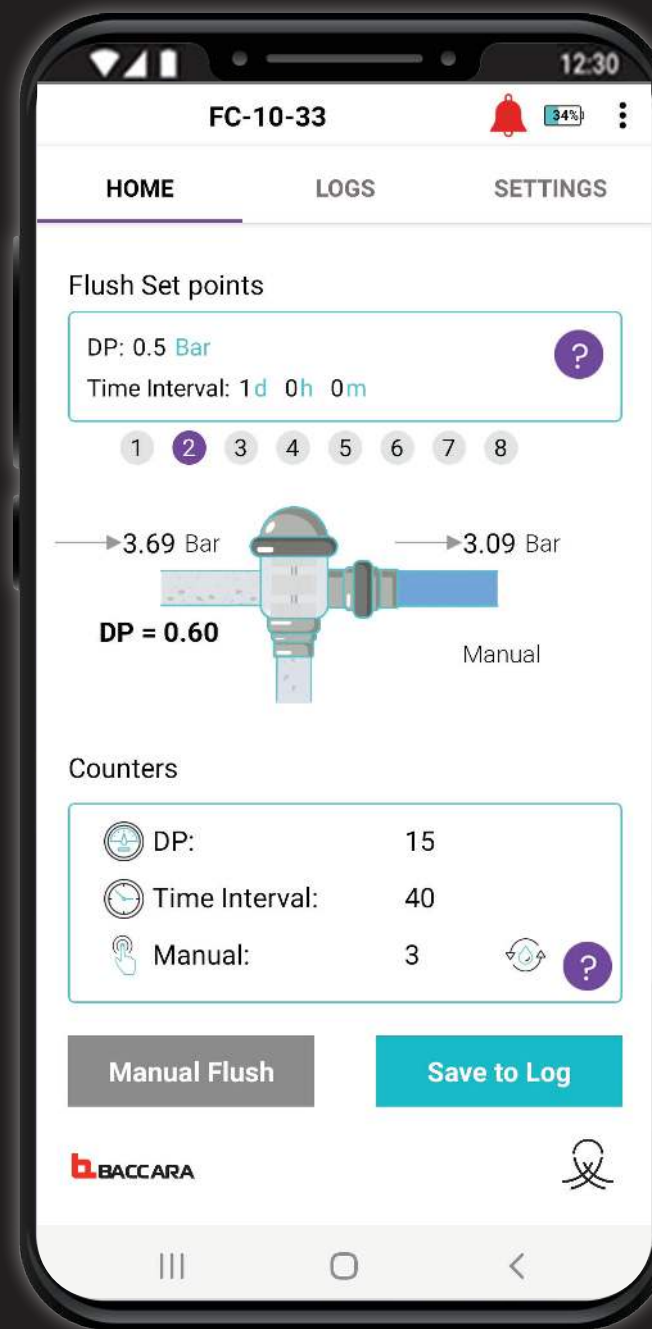 12:30
FC-10-33
34%
HOME LOGS SETTINGS
Flush Set points
DP: 0.5 Bar
Time Interval: 1d 0h 0m
?
1 2 3 4 5 6 7 8
3.69 Bar 3.09 Bar
DP = 0.60
Manual
Counters
DP: 15
Time Interval: 40
Manual: 3
?
Manual Flush Save to Log
BACCARA